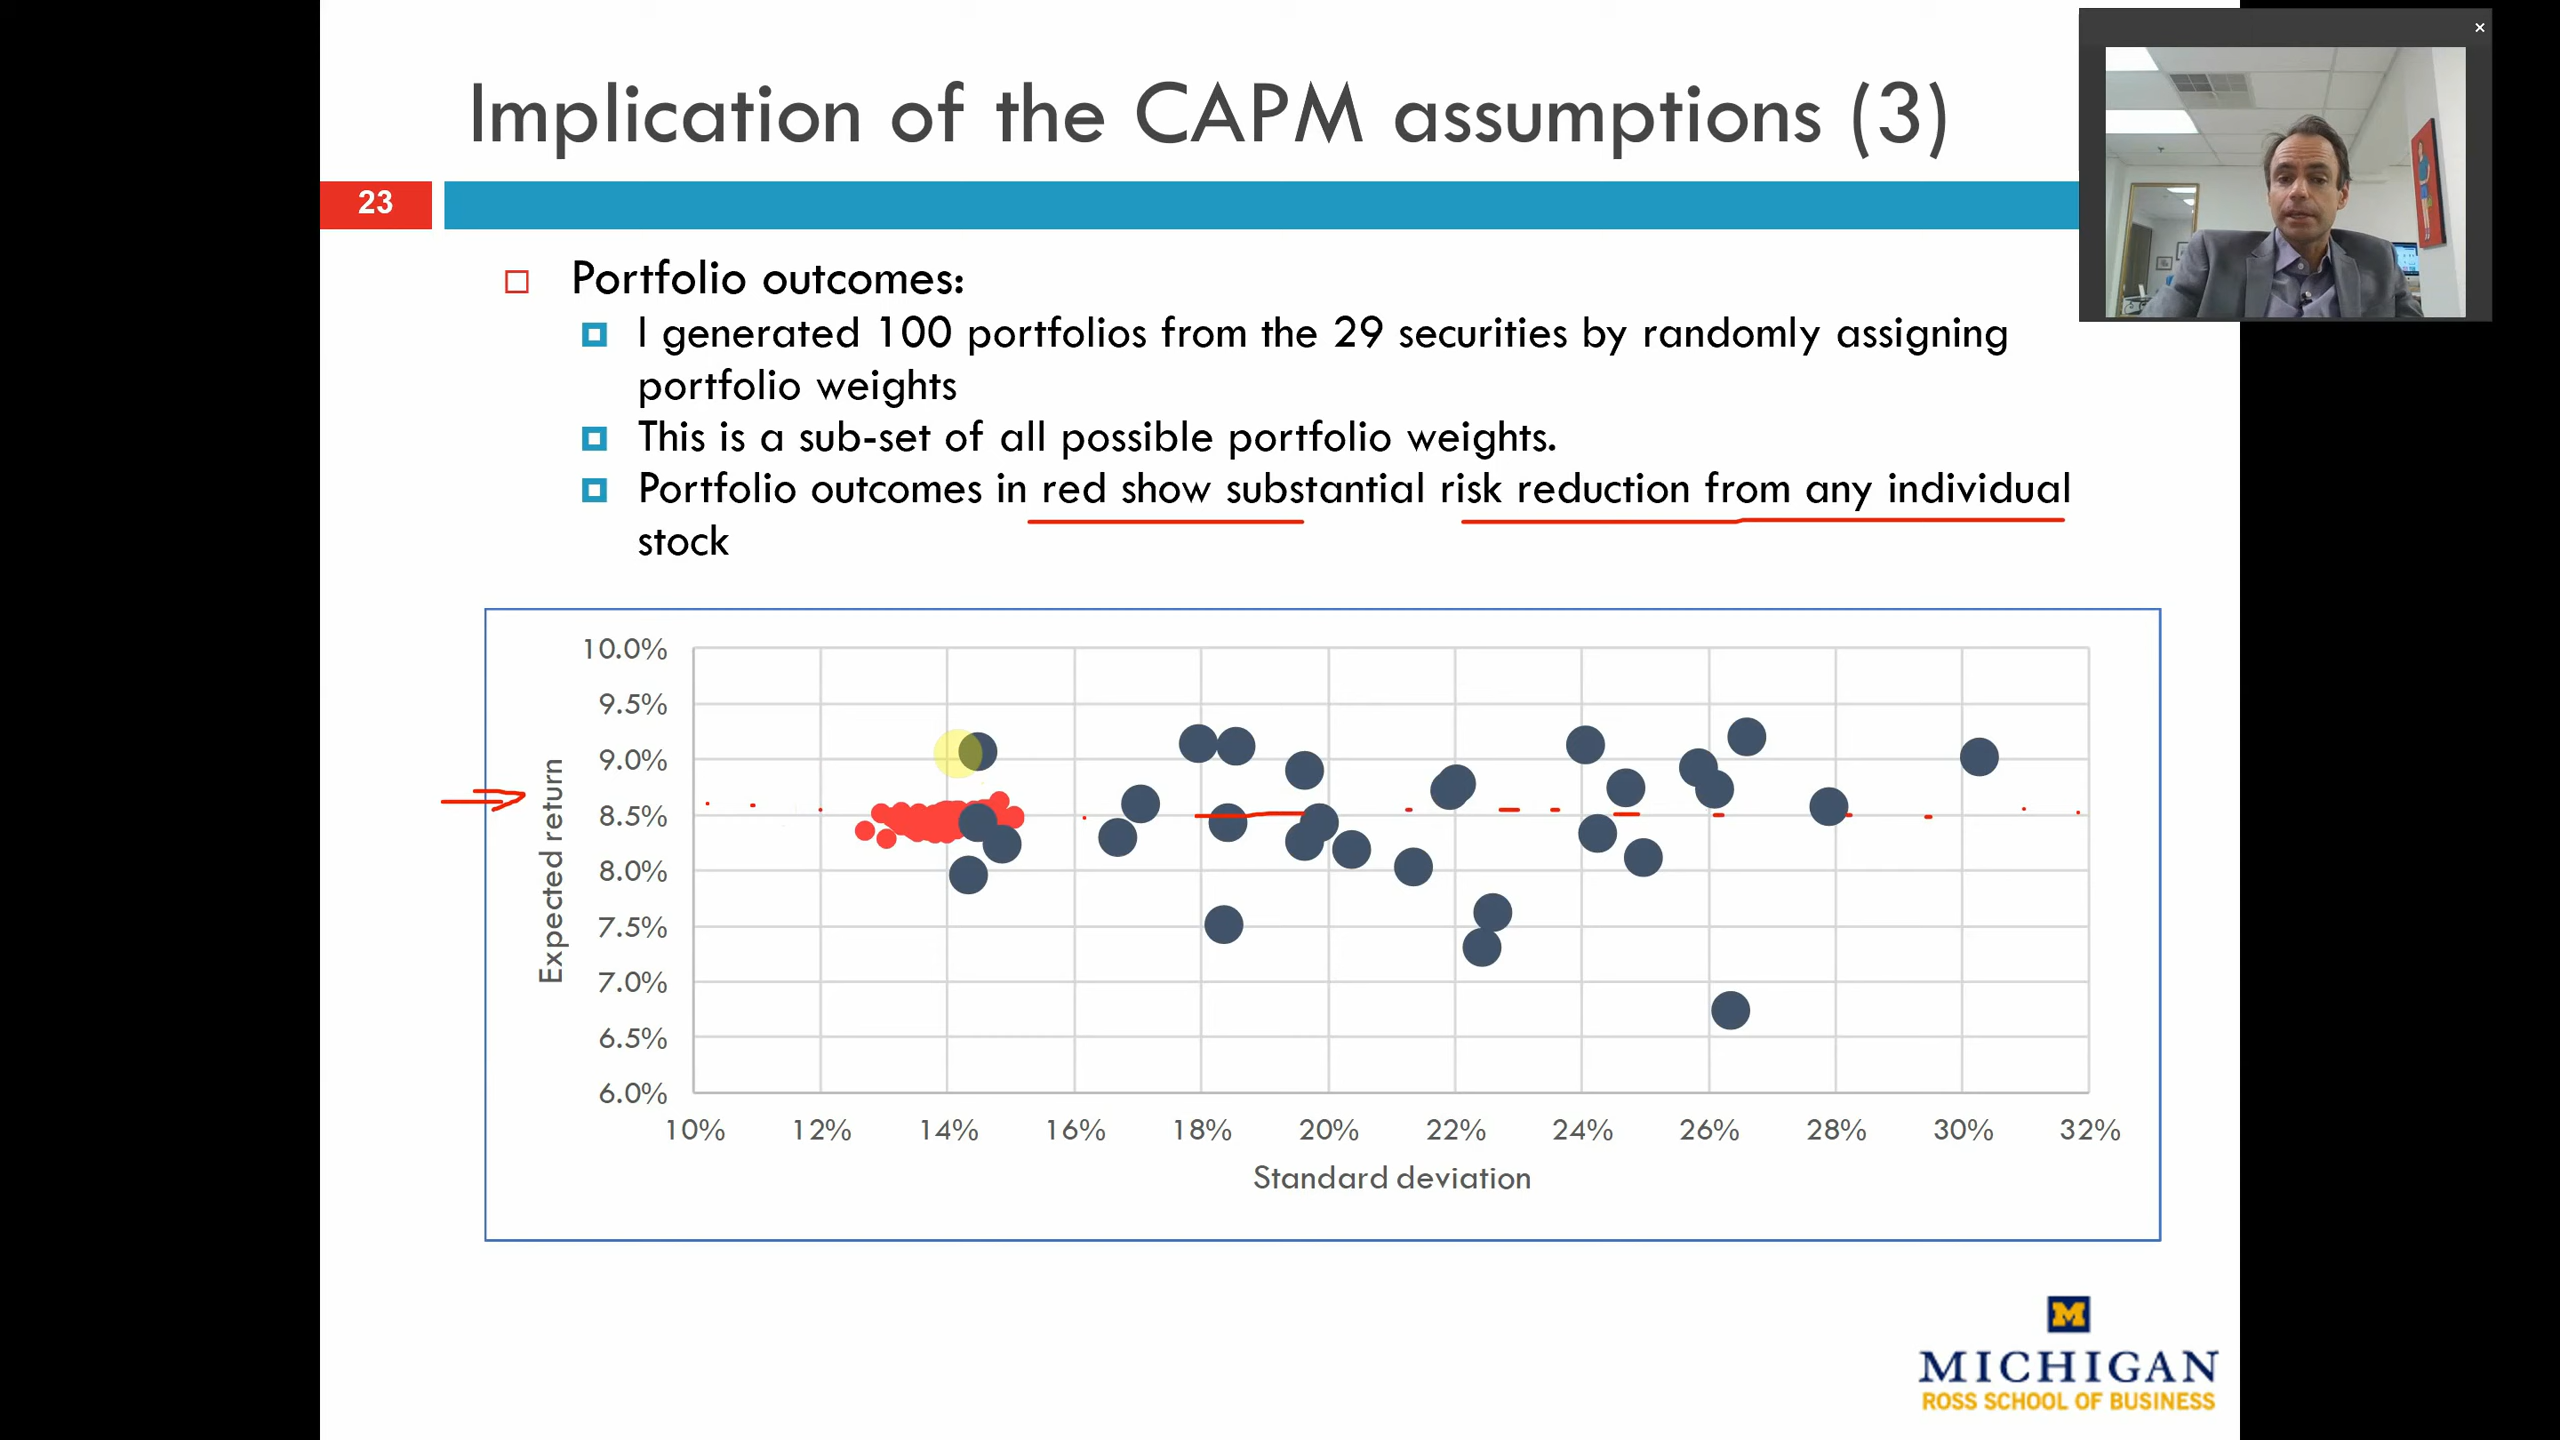 Implication of the CAPM assumptions (3)
23
Portfolio outcomes:
I generated 100 portfolios from the 29 securities by randomly assigning
portfolio weights
This is a sub-set of all possible portfolio weights.
Portfolio outcomes in red show substantial risk reduction from any individual
stock
10.0%
9.5%
9.0%
8.5%
8.0%
7.5%
7.0%
6.5%
6.0%
Expected return
10% 12% 14% 16% 18% 20% 22% 24% 26% 28% 30% 32%
Standard deviation
M
MICHIGAN
ROSS SCHOOL OF BUSINESS